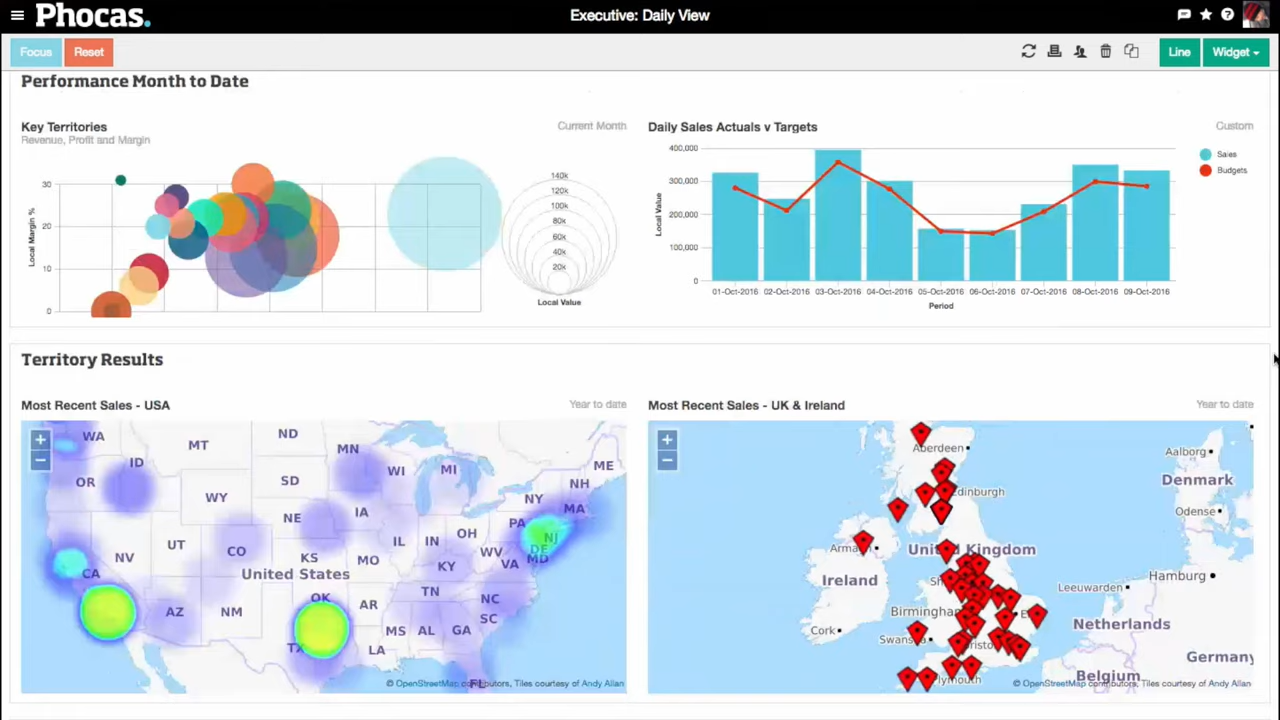 Phocas.
Executive: Daily View
Focus
Reset
Line
Widget
Performance Month to Date
Key Territories
Current Month
Revenue, Profit and Margin
30
20
10
0
Local Margin %
140k
120k
100k
80k
60k
40k
20k
Local Value
Daily Sales Actuals v Targets
Custom
400,000
300,000
200,000
100,000
0
Local Value
01-Oct-2016 02-Oct-2016 03-Oct-2016 04-Oct-2016 05-Oct-2016 06-Oct-2016 07-Oct-2016 08-Oct-2016 09-Oct-2016
Period
Sales
Budgets
Territory Results
Most Recent Sales - USA
Year to date
+
−
WA
MT
ND
MN
ME
OR
ID
SD
WI
MI
NH
WY
NY
MA
NE
IA
PA
NJ
NV
UT
CO
IL
IN
OH
DE
MD
CA
KS
MO
WV
VA
KY
United States
AZ
NM
OK
AR
TN
NC
SC
TX
LA
MS
AL
GA
FL
© OpenStreetMap contributors, Tiles courtesy of Andy Allan
Most Recent Sales - UK & Ireland
Year to date
+
−
Aberdeen
Aalborg
Denmark
Edinburgh
Odense
United Kingdom
Ireland
Hamburg
Leeuwarden
Birmingham
Netherlands
Cork
Germany
Belgium
© OpenStreetMap contributors, Tiles courtesy of Andy Allan